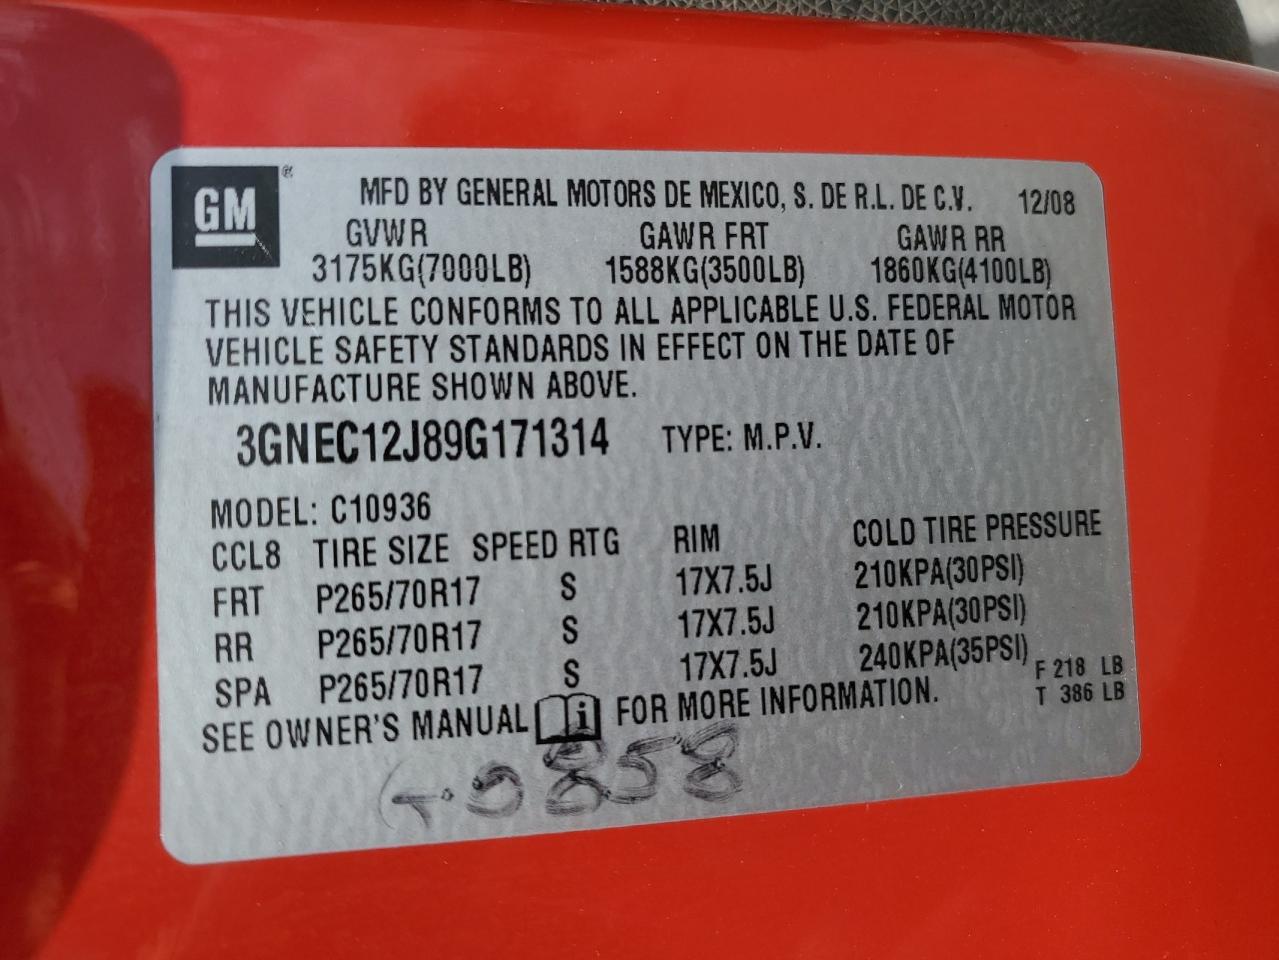 GM ® MFD BY GENERAL MOTORS DE MEXICO, S. DE R.L. DE C.V. 12/08
GVWR GAWR FRT GAWR RR
3175KG(7000LB) 1588KG(3500LB) 1860KG(4100LB)
THIS VEHICLE CONFORMS TO ALL APPLICABLE U.S. FEDERAL MOTOR
VEHICLE SAFETY STANDARDS IN EFFECT ON THE DATE OF
MANUFACTURE SHOWN ABOVE.
3GNEC12J89G171314 TYPE: M.P.V.
MODEL: C10936
CCL8 TIRE SIZE SPEED RTG RIM COLD TIRE PRESSURE
FRT P265/70R17 S 17X7.5J 210KPA(30PSI)
RR P265/70R17 S 17X7.5J 210KPA(30PSI)
SPA P265/70R17 S 17X7.5J 240KPA(35PSI) F 218 LB
SEE OWNER'S MANUAL i FOR MORE INFORMATION. T 386 LB